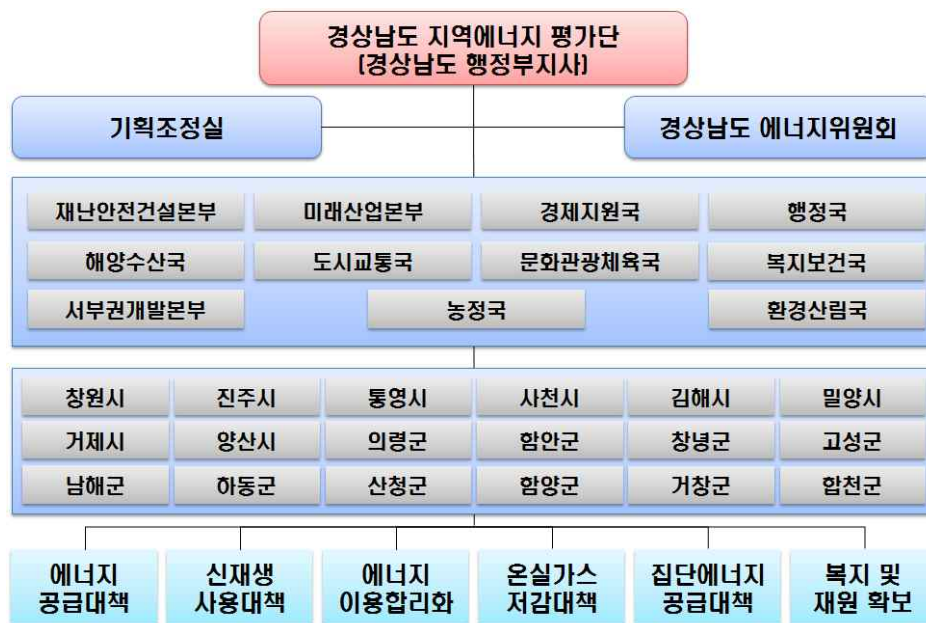 경상남도 지역에너지 평가단
(경상남도 행정부지사)
기획조정실
경상남도 에너지위원회
재난안전건설본부
미래산업본부
경제지원국
행정국
해양수산국
도시교통국
문화관광체육국
복지보건국
서부권개발본부
농정국
환경산림국
창원시
진주시
통영시
사천시
김해시
밀양시
거제시
양산시
의령군
함안군
창녕군
고성군
남해군
하동군
산청군
함양군
거창군
합천군
에너지
공급대책
신재생
사용대책
에너지
이용합리화
온실가스
저감대책
집단에너지
공급대책
복지 및
재원 확보